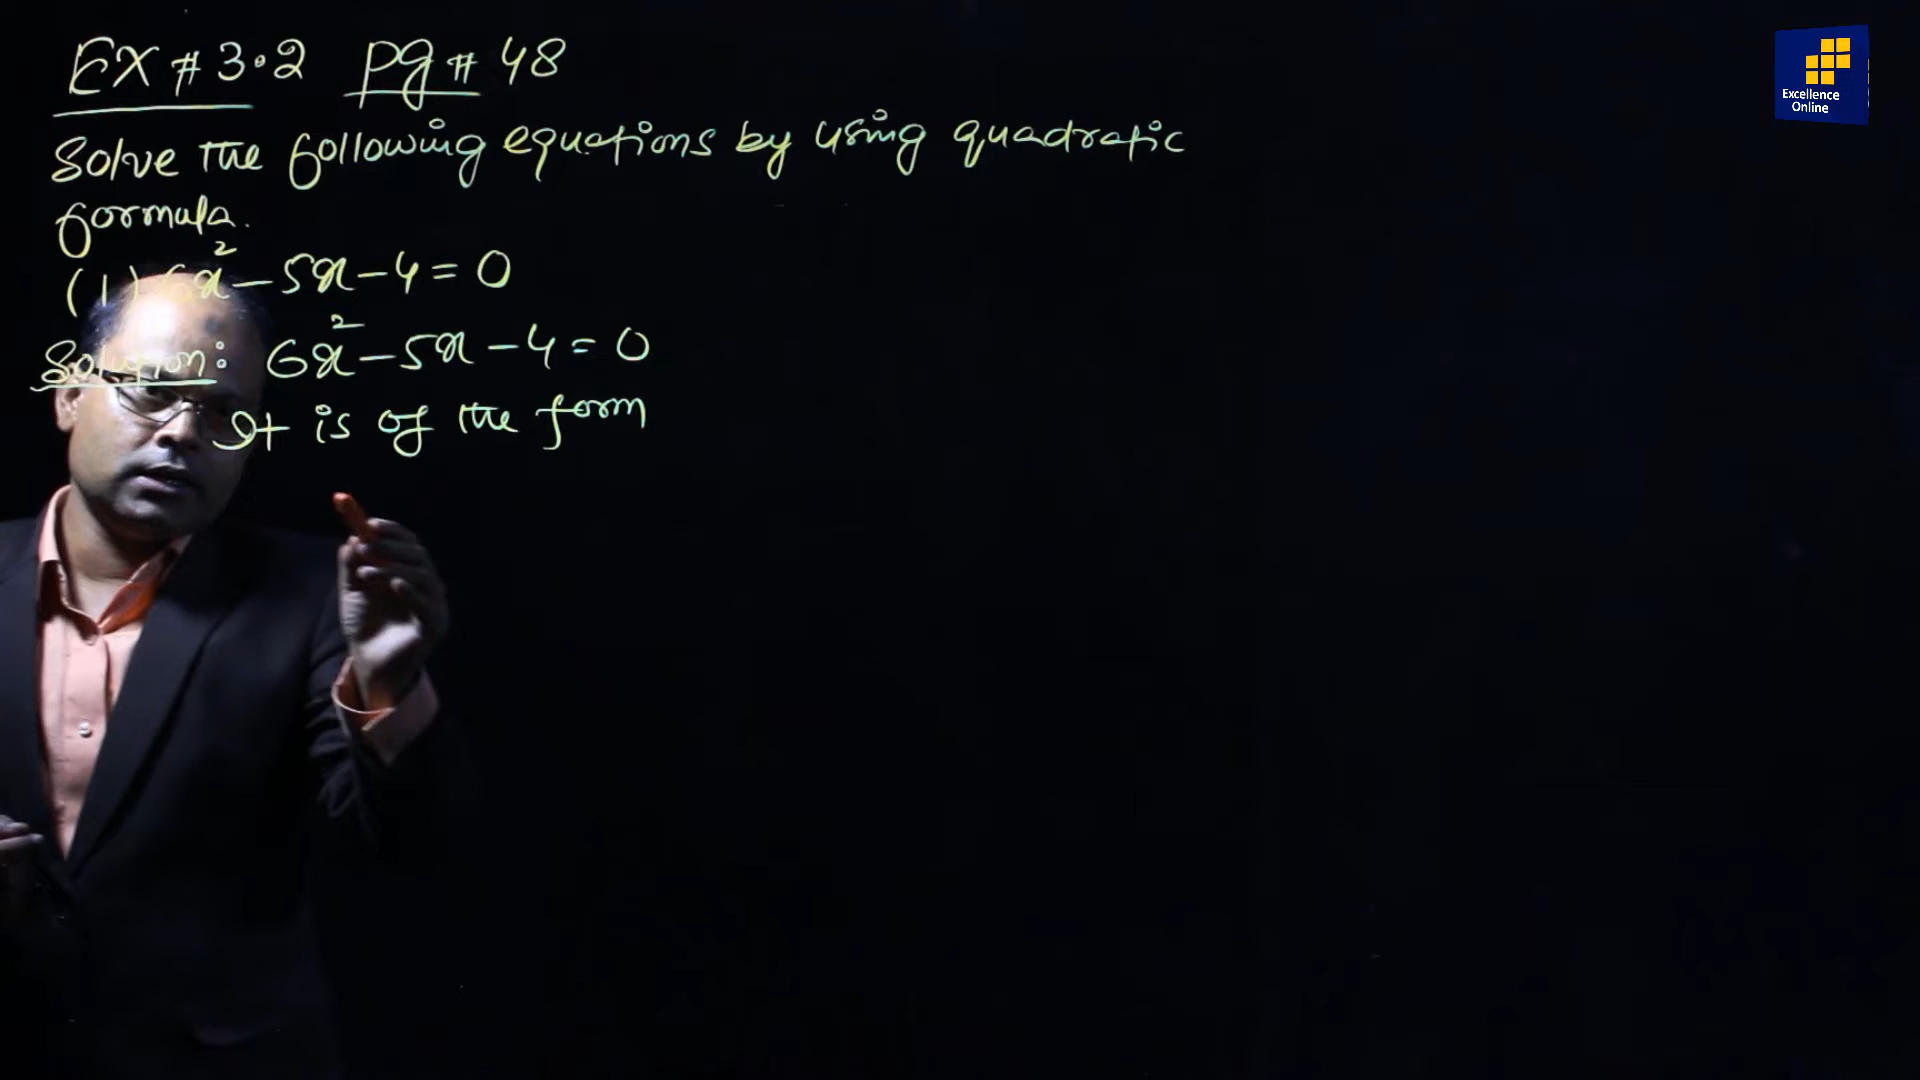 EX # 3.2 Pg # 48
Solve the following equations by using quadratic
formula.
(1) 6x² - 5x - 4 = 0
Solution: 6x² - 5x - 4 = 0
It is of the form
Excellence
Online